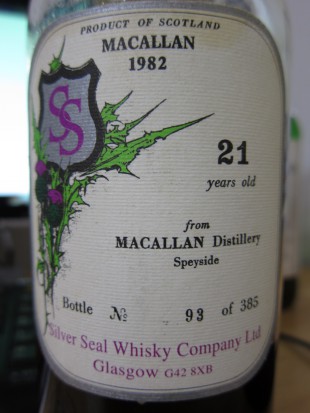 PRODUCT OF SCOTLAND
MACALLAN
1982
SS
21
years old
from
MACALLAN Distillery
Speyside
Bottle № 93 of 385
Silver Seal Whisky Company Ltd
Glasgow G42 8XB